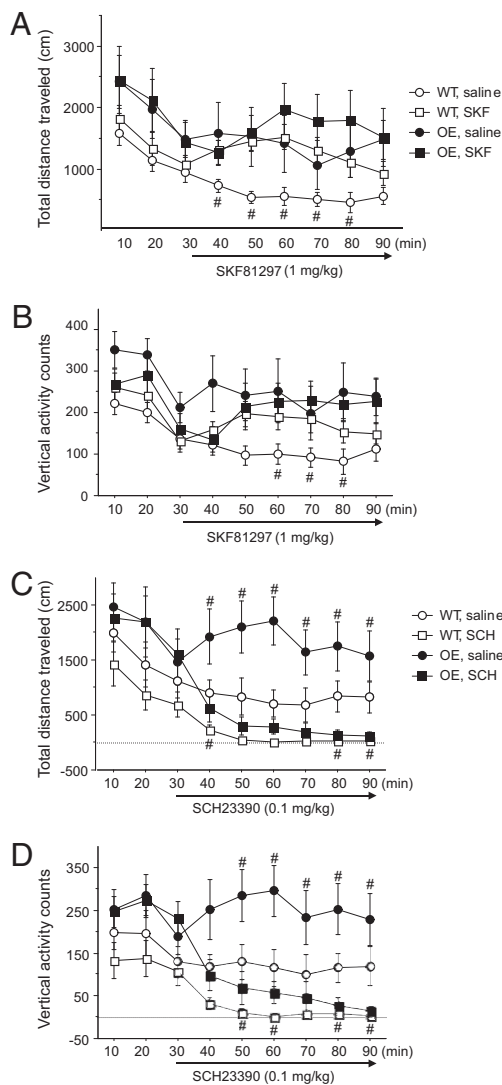 A
Total distance traveled (cm)
3000
2000
1000
WT, saline
WT, SKF
OE, saline
OE, SKF
# # # # #
10 20 30 40 50 60 70 80 90 (min)
SKF81297 (1 mg/kg)
B
Vertical activity counts
400
300
200
100
0
# # #
10 20 30 40 50 60 70 80 90 (min)
SKF81297 (1 mg/kg)
C
Total distance traveled (cm)
2500
1500
500
-500
# # # # # #
WT, saline
WT, SCH
OE, saline
OE, SCH
# # #
10 20 30 40 50 60 70 80 90 (min)
SCH23390 (0.1 mg/kg)
D
Vertical activity counts
350
250
150
50
-50
# # # # #
# # # #
10 20 30 40 50 60 70 80 90 (min)
SCH23390 (0.1 mg/kg)